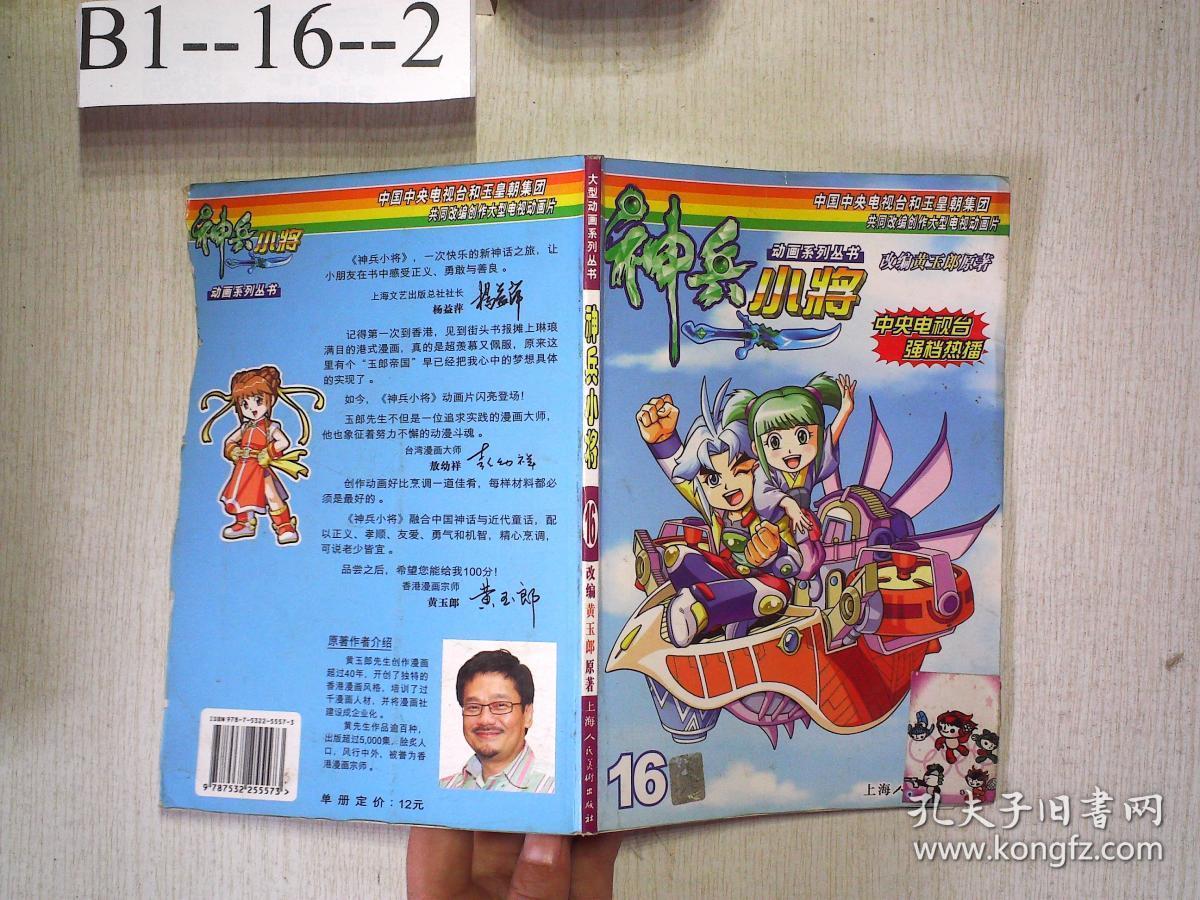 B1--16--2
中国中央电视台和玉皇朝集团
共同改编创作大型电视动画片
神兵小将
动画系列丛书
《神兵小将》，一次快乐的新神话之旅，让
小朋友在书中感受正义、勇敢与善良。
上海文艺出版总社社长
杨益萍 杨益萍
记得第一次到香港，见到街头书报摊上琳琅
满目的港式漫画，真的是超羡慕又佩服，原来这
里有个“玉郎帝国”早已经把我心中的梦想具体
的实现了。
如今，《神兵小将》动画片闪亮登场！
玉郎先生不但是一位追求实践的漫画大师，
他也象征着努力不懈的动漫斗魂。
台湾漫画大师
敖幼祥
创作动画好比烹调一道佳肴，每样材料都必
须是最好的。
《神兵小将》融合中国神话与近代童话，配
以正义、孝顺、友爱、勇气和机智，精心烹调，
可说老少皆宜。
品尝之后，希望您能给我100分！
香港漫画宗师
黄玉郎 黄玉郎
原著作者介绍
黄玉郎先生创作漫画
超过40年，开创了独特的
香港漫画风格，培训了过
千漫画人材，并将漫画社
建设成企业化。
黄先生作品逾百种，
出版超过5,000集，脍炙人
口，风行中外，被誉为香
港漫画宗师。
ISBN 978-7-5322-5557-3
9 787532 255573 >
单册定价：12元
大型动画系列丛书
神兵小将
16
改编黄玉郎原著
上海人民美术出版社
中国中央电视台和玉皇朝集团
共同改编创作大型电视动画片
神兵小将
动画系列丛书
改编黄玉郎原著
中央电视台
强档热播
16
上海人
孔夫子旧书网
www.kongfz.com